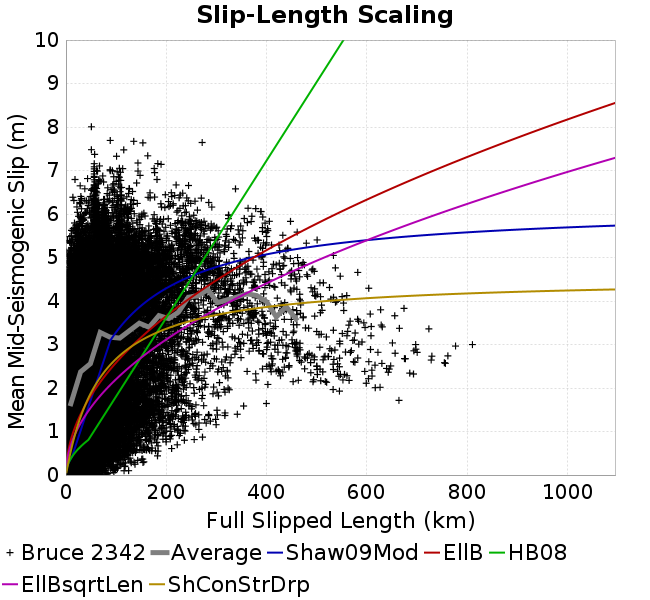 Slip-Length Scaling
Mean Mid-Seismogenic Slip (m)
10
9
8
7
6
5
4
3
2
1
0
0 200 400 600 800 1000
Full Slipped Length (km)
Bruce 2342 Average Shaw09Mod EllB HB08
EllBsqrtLen ShConStrDrp